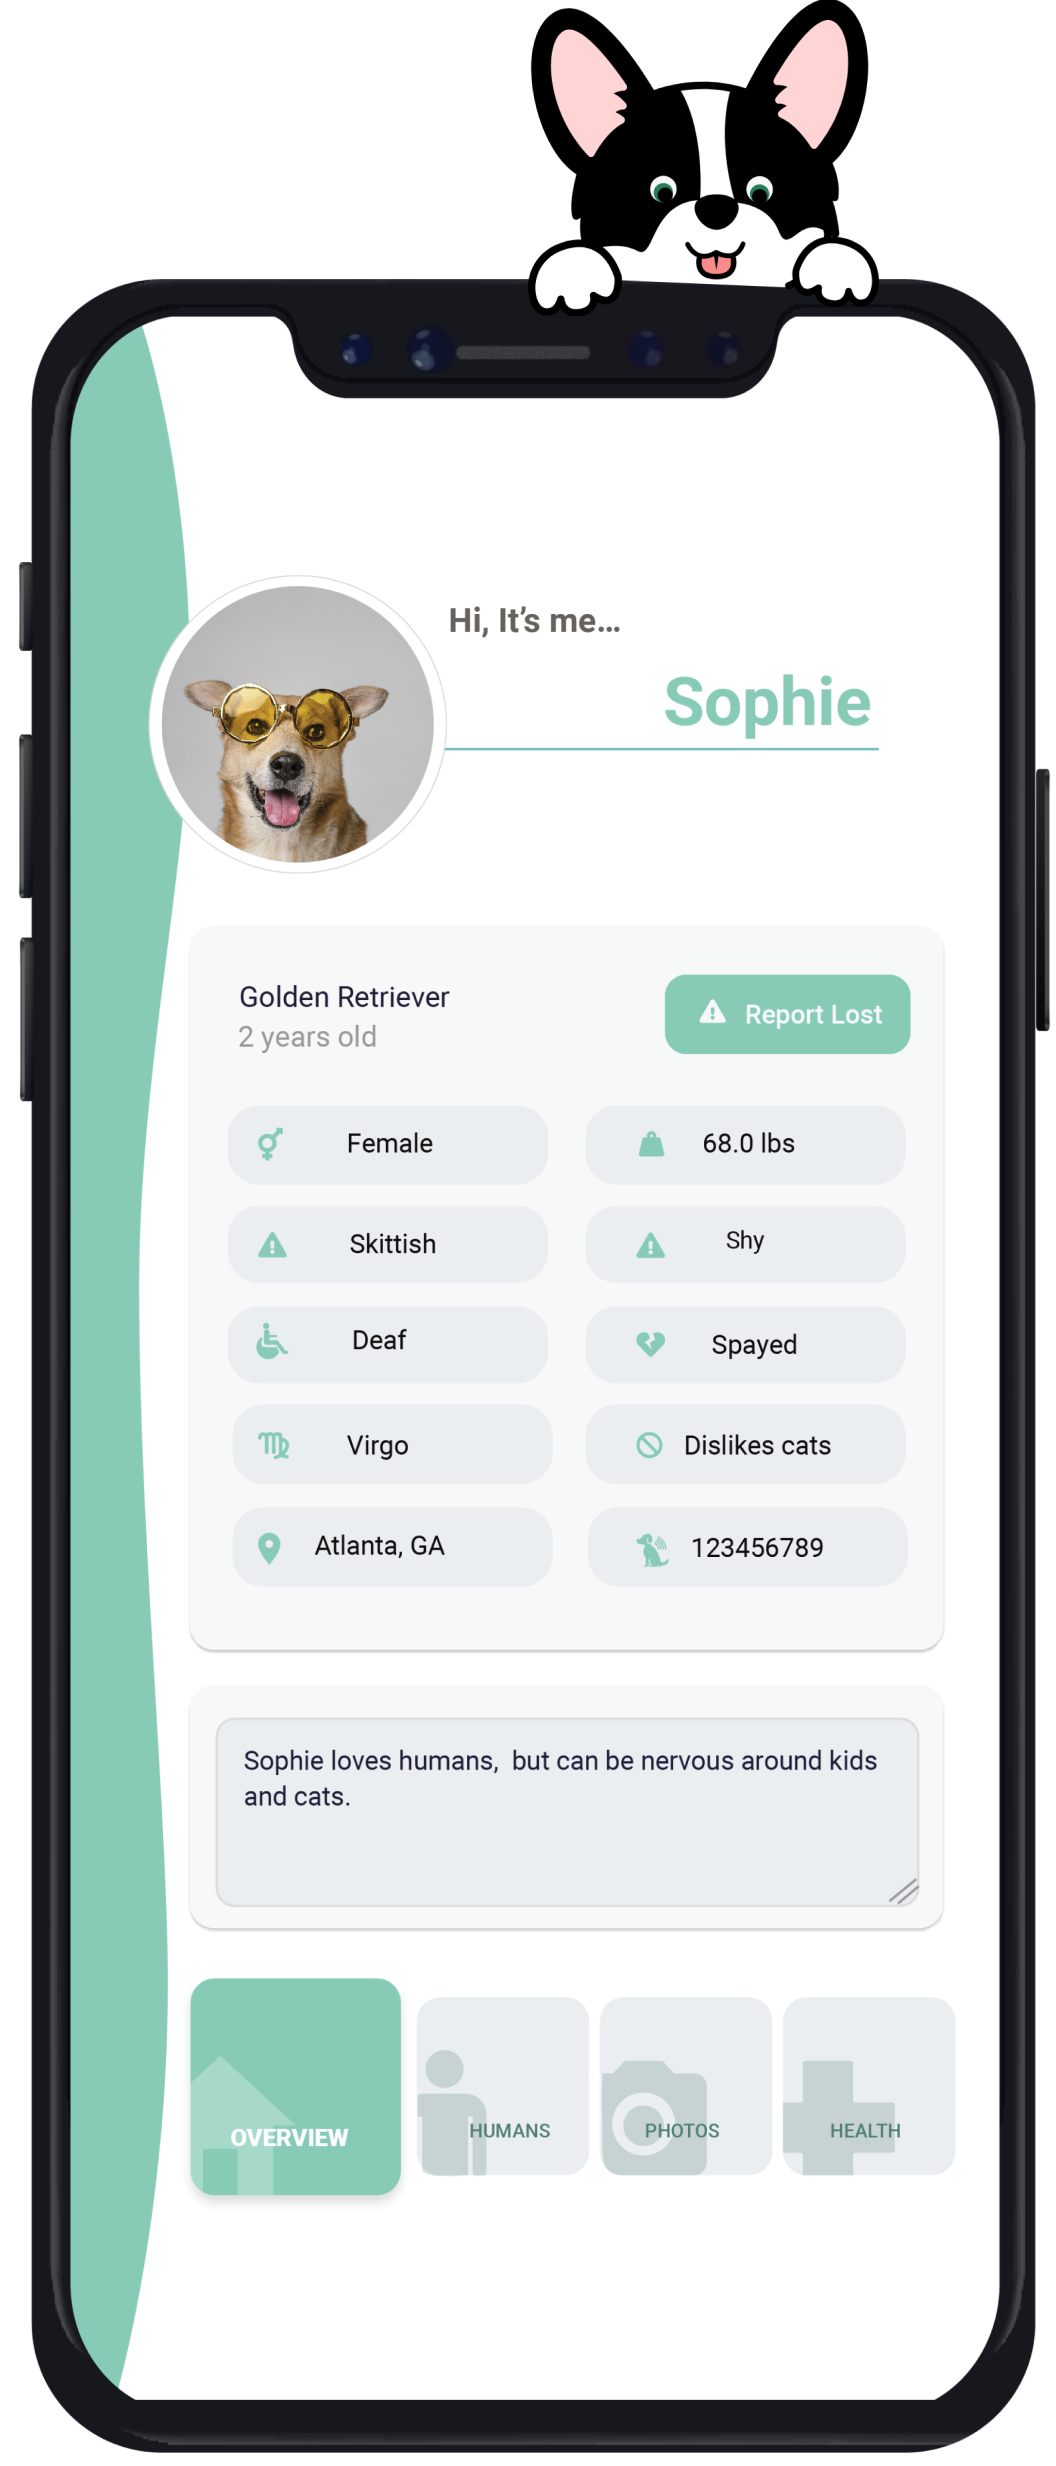 Hi, It’s me...
Sophie
Golden Retriever
2 years old
Report Lost
Female
68.0 lbs
Skittish
Shy
Deaf
Spayed
Virgo
Dislikes cats
Atlanta, GA
123456789
Sophie loves humans,  but can be nervous around kids
and cats.
OVERVIEW
HUMANS
PHOTOS
HEALTH